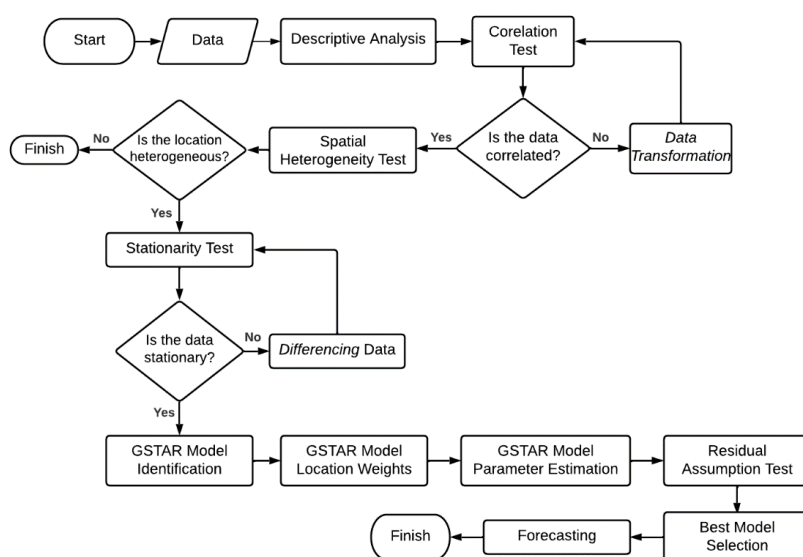 Start
Data
Descriptive Analysis
Corelation
Test
Is the location
heterogeneous?
No
Finish
Spatial
Heterogeneity Test
Yes
Is the data
correlated?
No
Data
Transformation
Yes
Stationarity Test
Is the data
stationary?
No
Differencing Data
Yes
GSTAR Model
Identification
GSTAR Model
Location Weights
GSTAR Model
Parameter Estimation
Residual
Assumption Test
Finish
Forecasting
Best Model
Selection